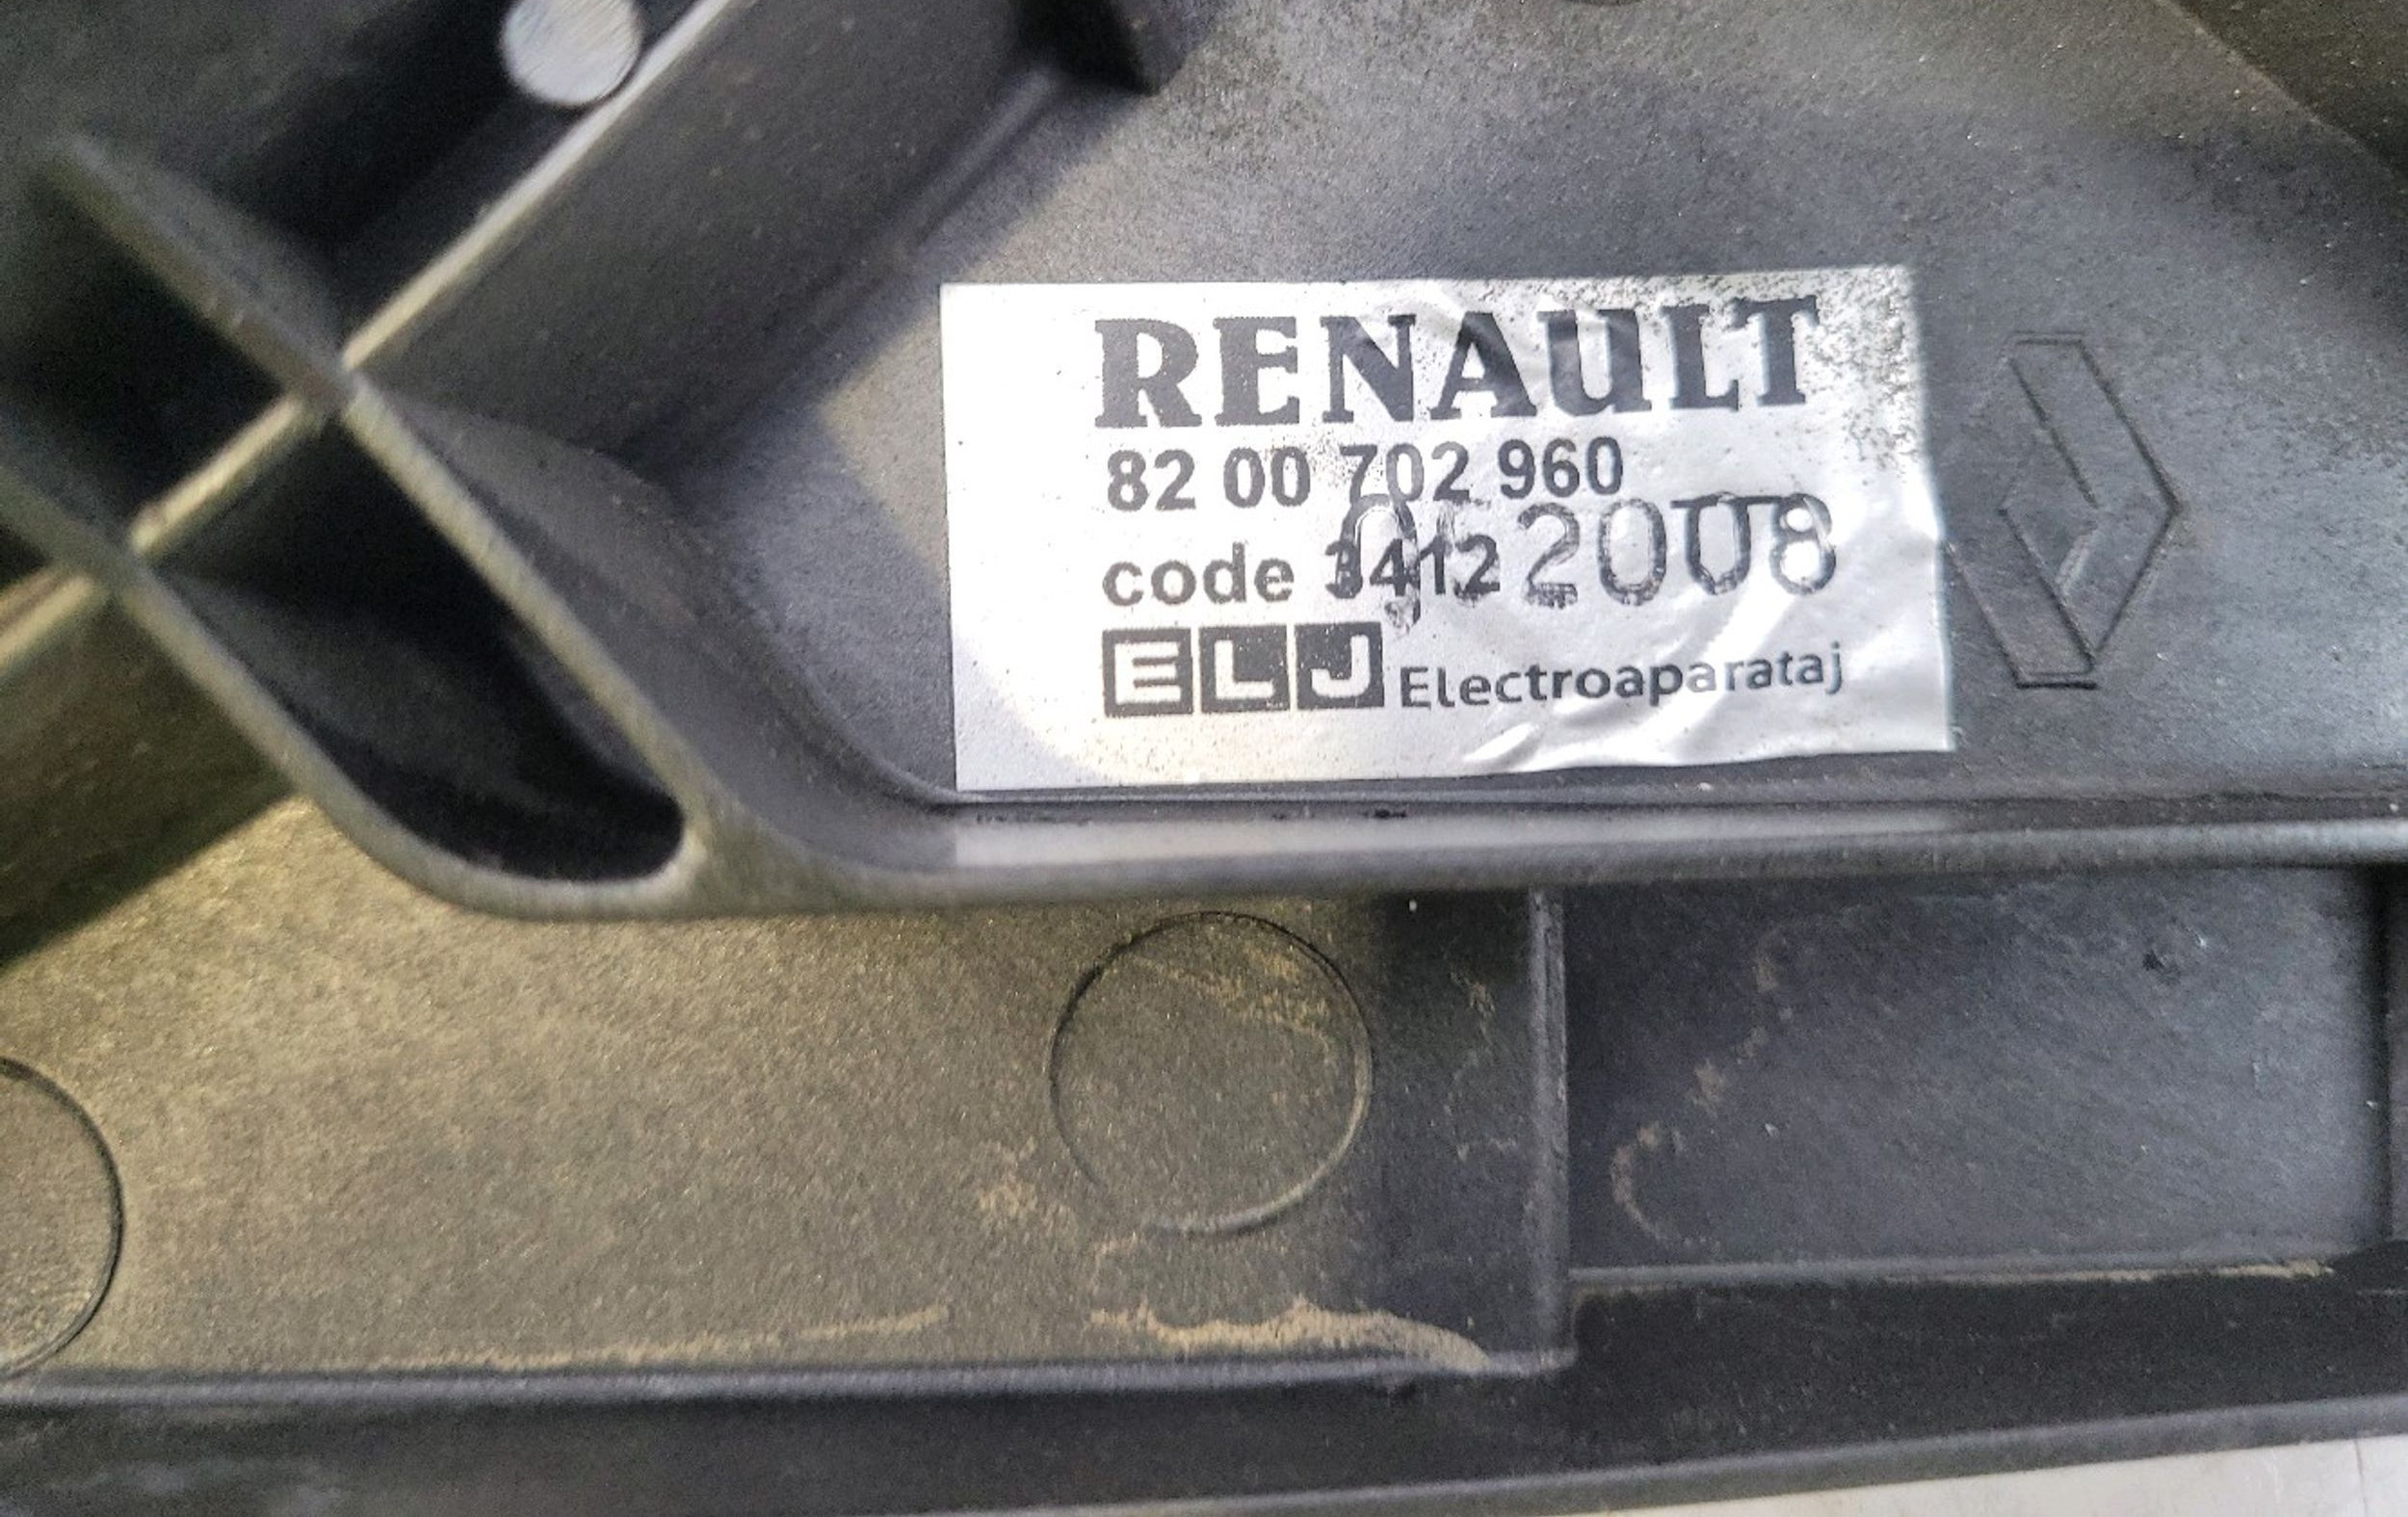 RENAULT
82 00 702 960
code 3412
2008
ELJ Electroaparataj